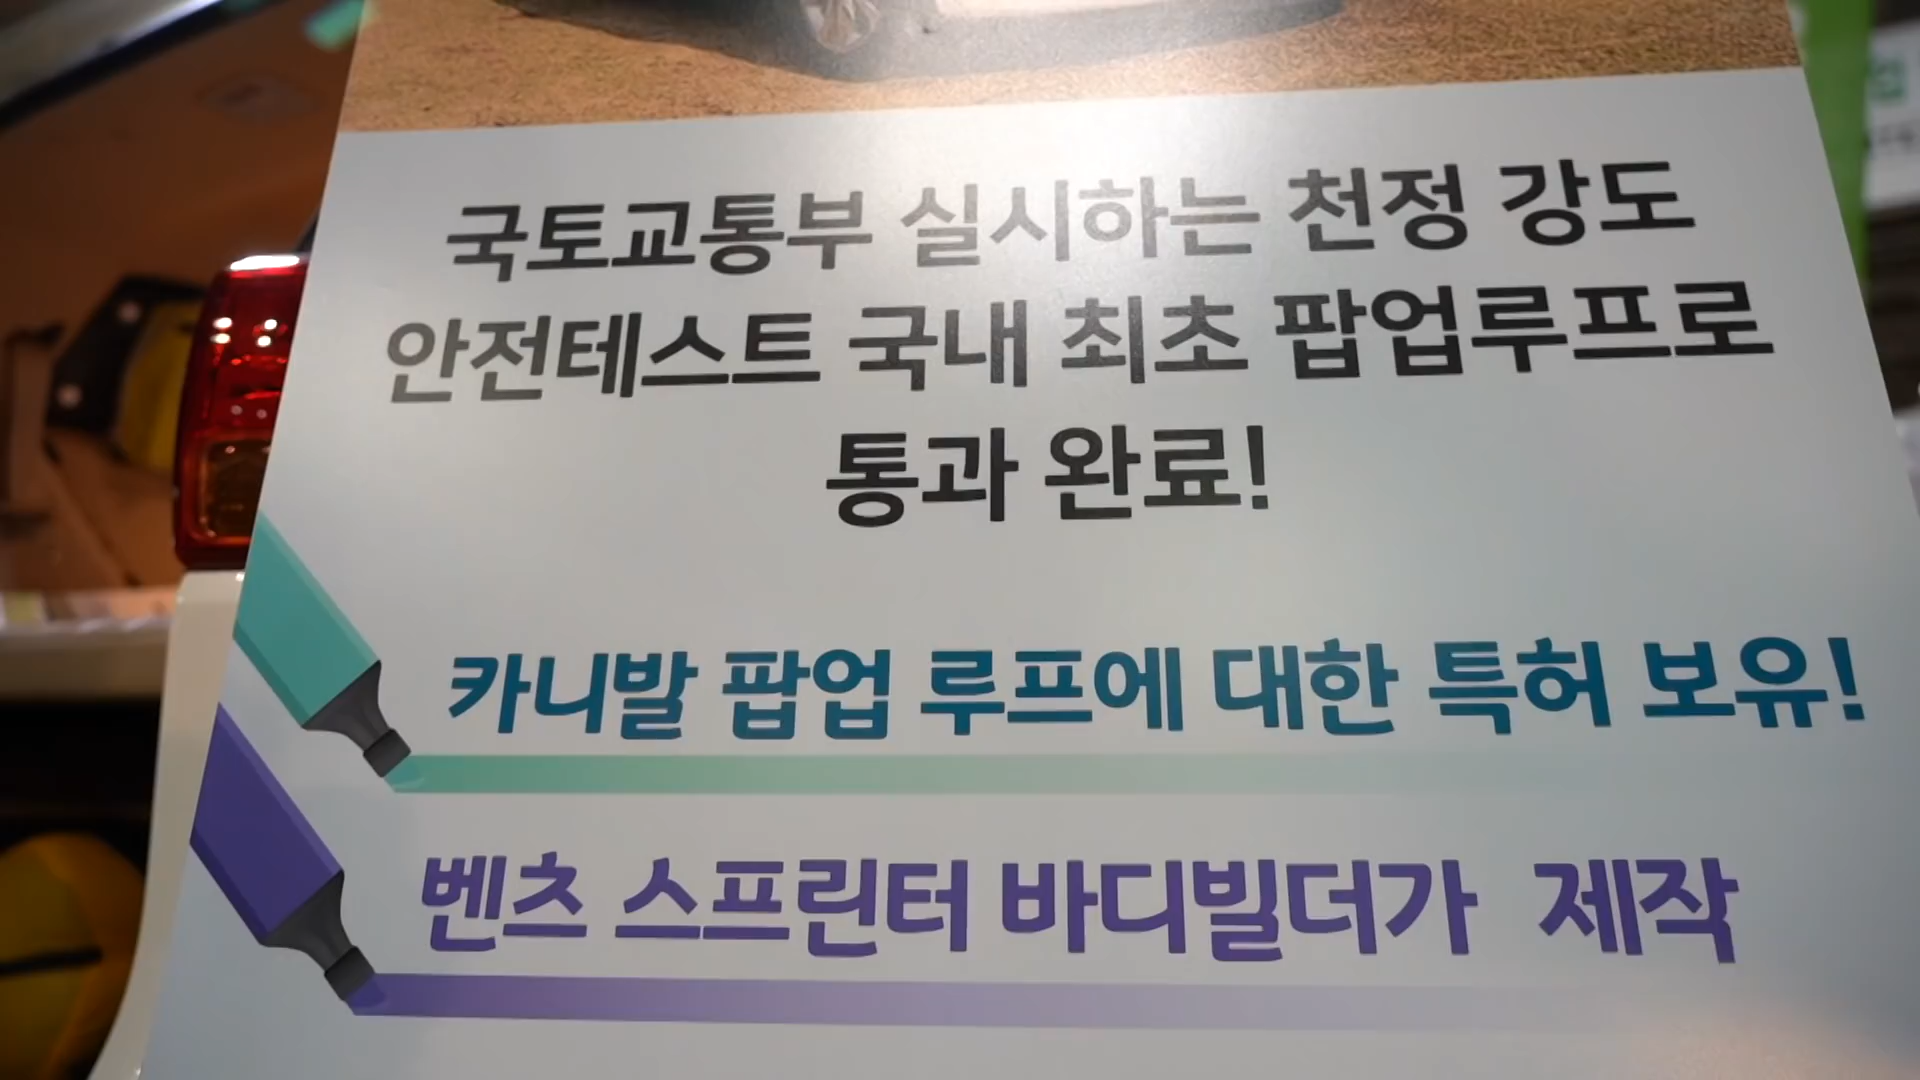 국토교통부 실시하는 천정 강도
안전테스트 국내 최초 팝업루프로
통과 완료!
카니발 팝업 루프에 대한 특허 보유!
벤츠 스프린터 바디빌더가 제작